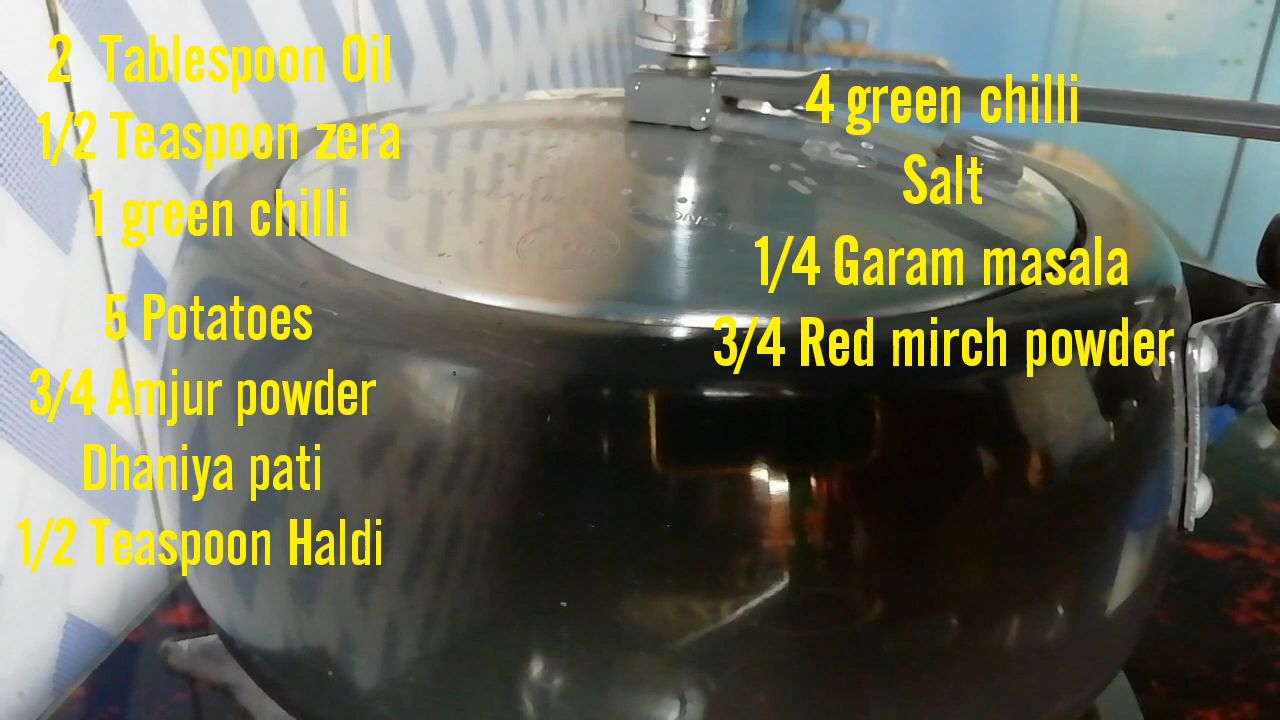 2 Tablespoon Oil
1/2 Teaspoon zera
1 green chilli
5 Potatoes
3/4 Amjur powder
Dhaniya pati
1/2 Teaspoon Haldi
4 green chilli
Salt
1/4 Garam masala
3/4 Red mirch powder